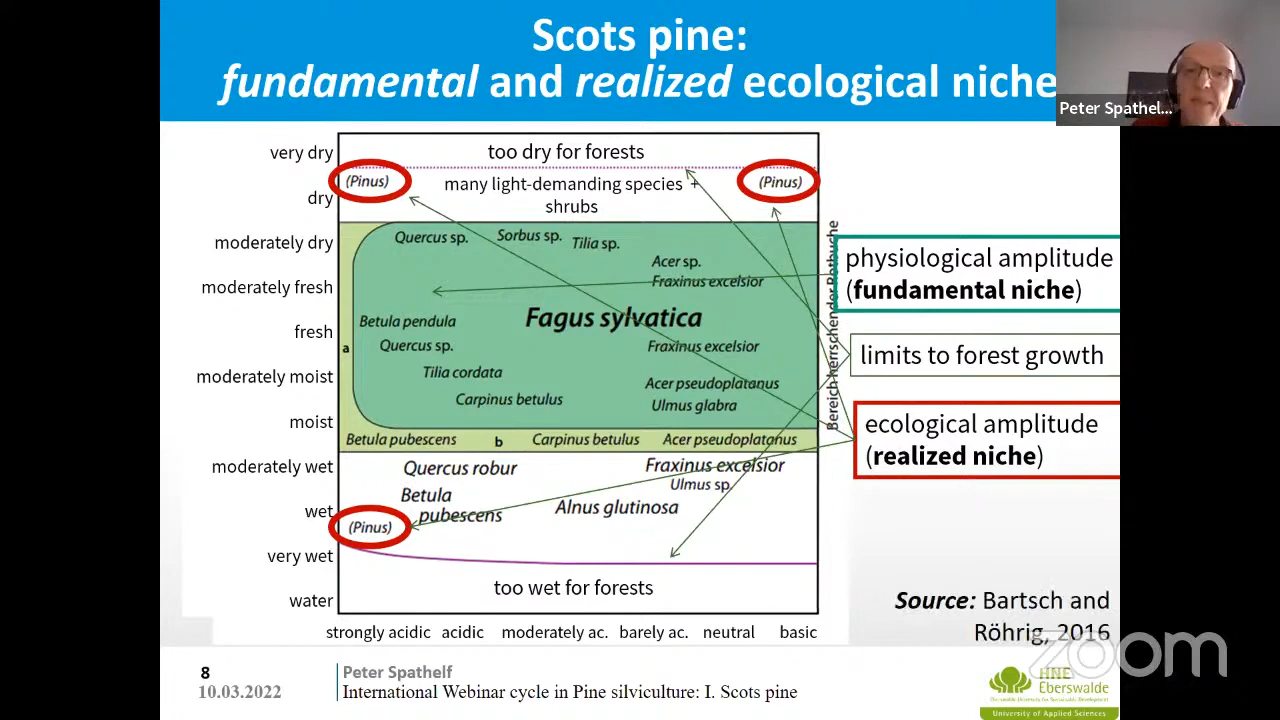 Scots pine:
fundamental and realized ecological niche
Peter Spathel...
very dry
too dry for forests
(Pinus)
many light-demanding species +
(Pinus)
dry
shrubs
moderately dry
Quercus sp.
Sorbus sp.
Tilia sp.
Acer sp.
physiological amplitude
(fundamental niche)
moderately fresh
Fraxinus excelsior
fresh
Betula pendula
Fagus sylvatica
Bereich herrschender Rotbuche
a
Quercus sp.
Fraxinus excelsior
limits to forest growth
moderately moist
Tilia cordata
Acer pseudoplatanus
Carpinus betulus
Ulmus glabra
moist
Betula pubescens
b
Carpinus betulus
Acer pseudoplatanus
ecological amplitude
(realized niche)
moderately wet
Quercus robur
Fraxinus excelsior
Ulmus sp.
Betula
pubescens
Alnus glutinosa
wet
(Pinus)
very wet
too wet for forests
water
strongly acidic
acidic
moderately ac.
barely ac.
neutral
basic
Source: Bartsch and
Röhrig, 2016
zoom
8
10.03.2022
Peter Spathelf
International Webinar cycle in Pine silviculture: I. Scots pine
HNE
Eberswalde
University of Applied Sciences